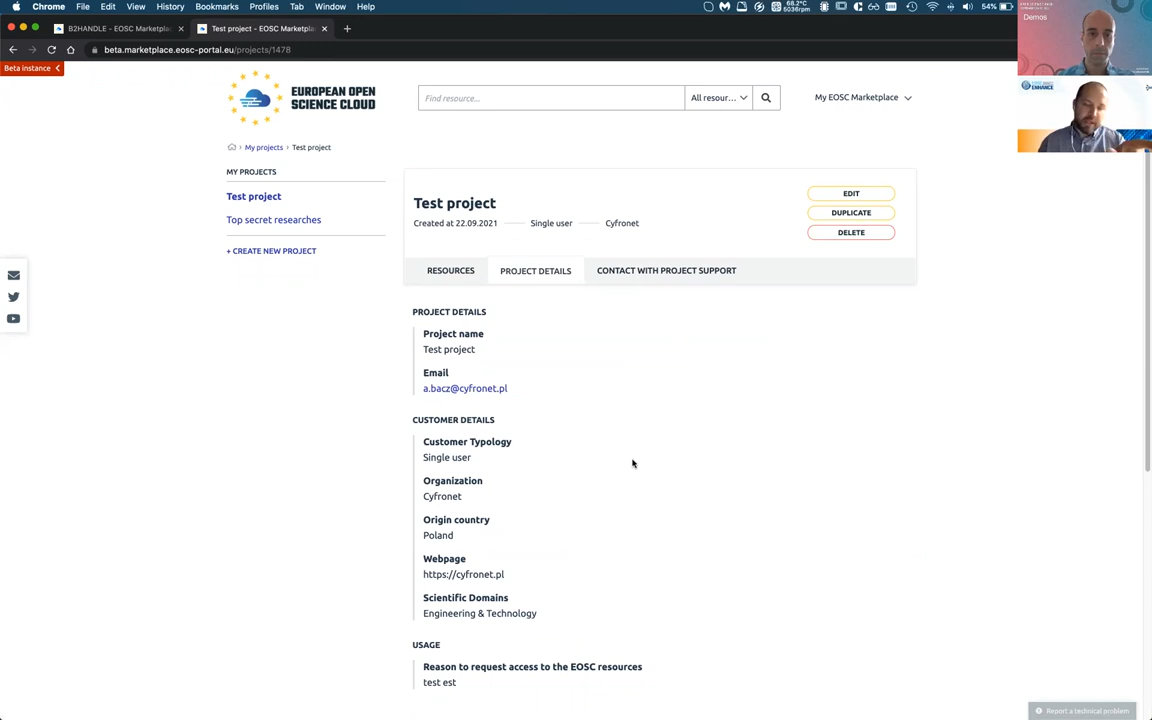 Chrome File Edit View History Bookmarks Profiles Tab Window Help
68.2°C
5036rpm
54%
B2HANDLE - EOSC Marketpla
Test project - EOSC Marketpla
beta.marketplace.eosc-portal.eu/projects/1478
Demos
ENHANCE
Beta instance
EUROPEAN OPEN
SCIENCE CLOUD
Find resource...
All resour...
My EOSC Marketplace
My projects › Test project
MY PROJECTS
Test project
Top secret researches
+ CREATE NEW PROJECT
Test project
Created at 22.09.2021 Single user Cyfronet
EDIT
DUPLICATE
DELETE
RESOURCES PROJECT DETAILS CONTACT WITH PROJECT SUPPORT
PROJECT DETAILS
Project name
Test project
Email
a.bacz@cyfronet.pl
CUSTOMER DETAILS
Customer Typology
Single user
Organization
Cyfronet
Origin country
Poland
Webpage
https://cyfronet.pl
Scientific Domains
Engineering & Technology
USAGE
Reason to request access to the EOSC resources
test est
Report a technical problem